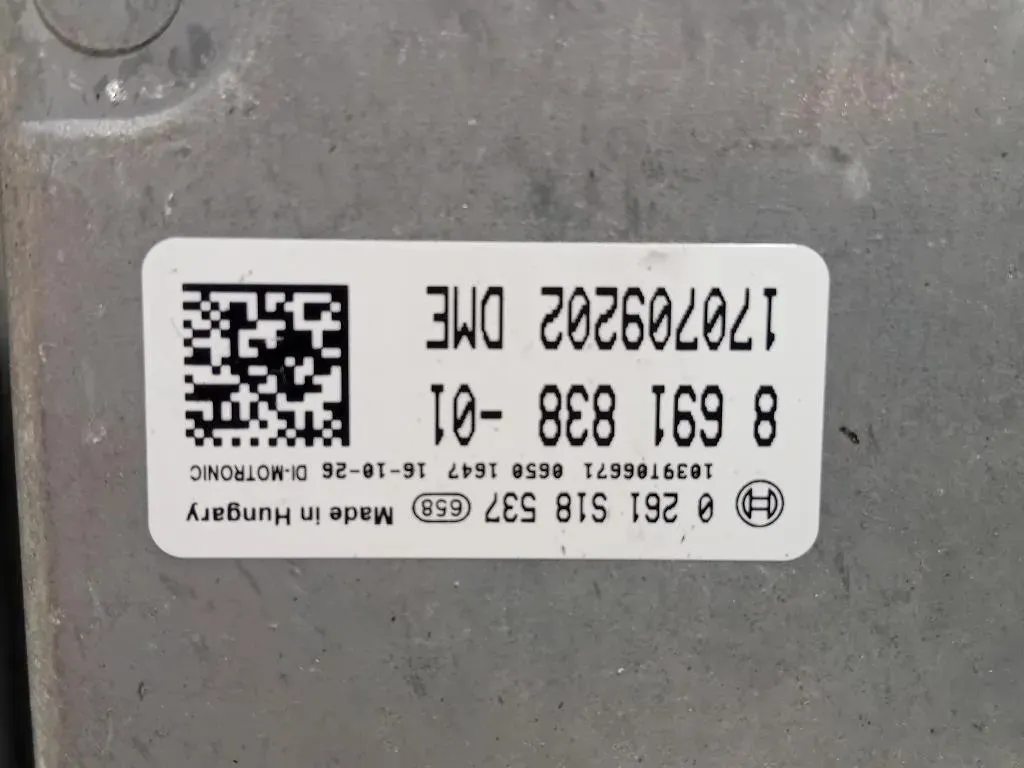 0 261 S18 537 658 Made in Hungary
1039T06671 0650 1647 16-10-26 DI-MOTRONIC
8 691 838 -01
170709202 DME